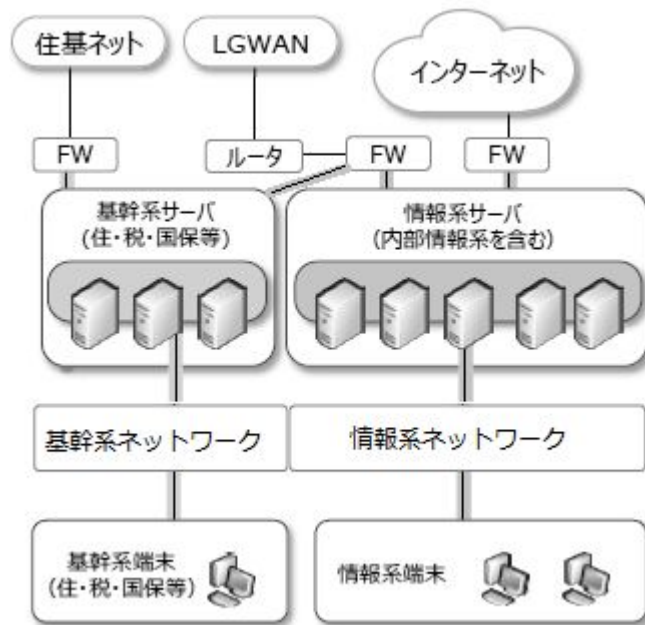 住基ネット
LGWAN
インターネット
FW
ルータ
FW
FW
基幹系サーバ
(住・税・国保等)
情報系サーバ
(内部情報系を含む)
基幹系ネットワーク
情報系ネットワーク
基幹系端末
(住・税・国保等)
情報系端末